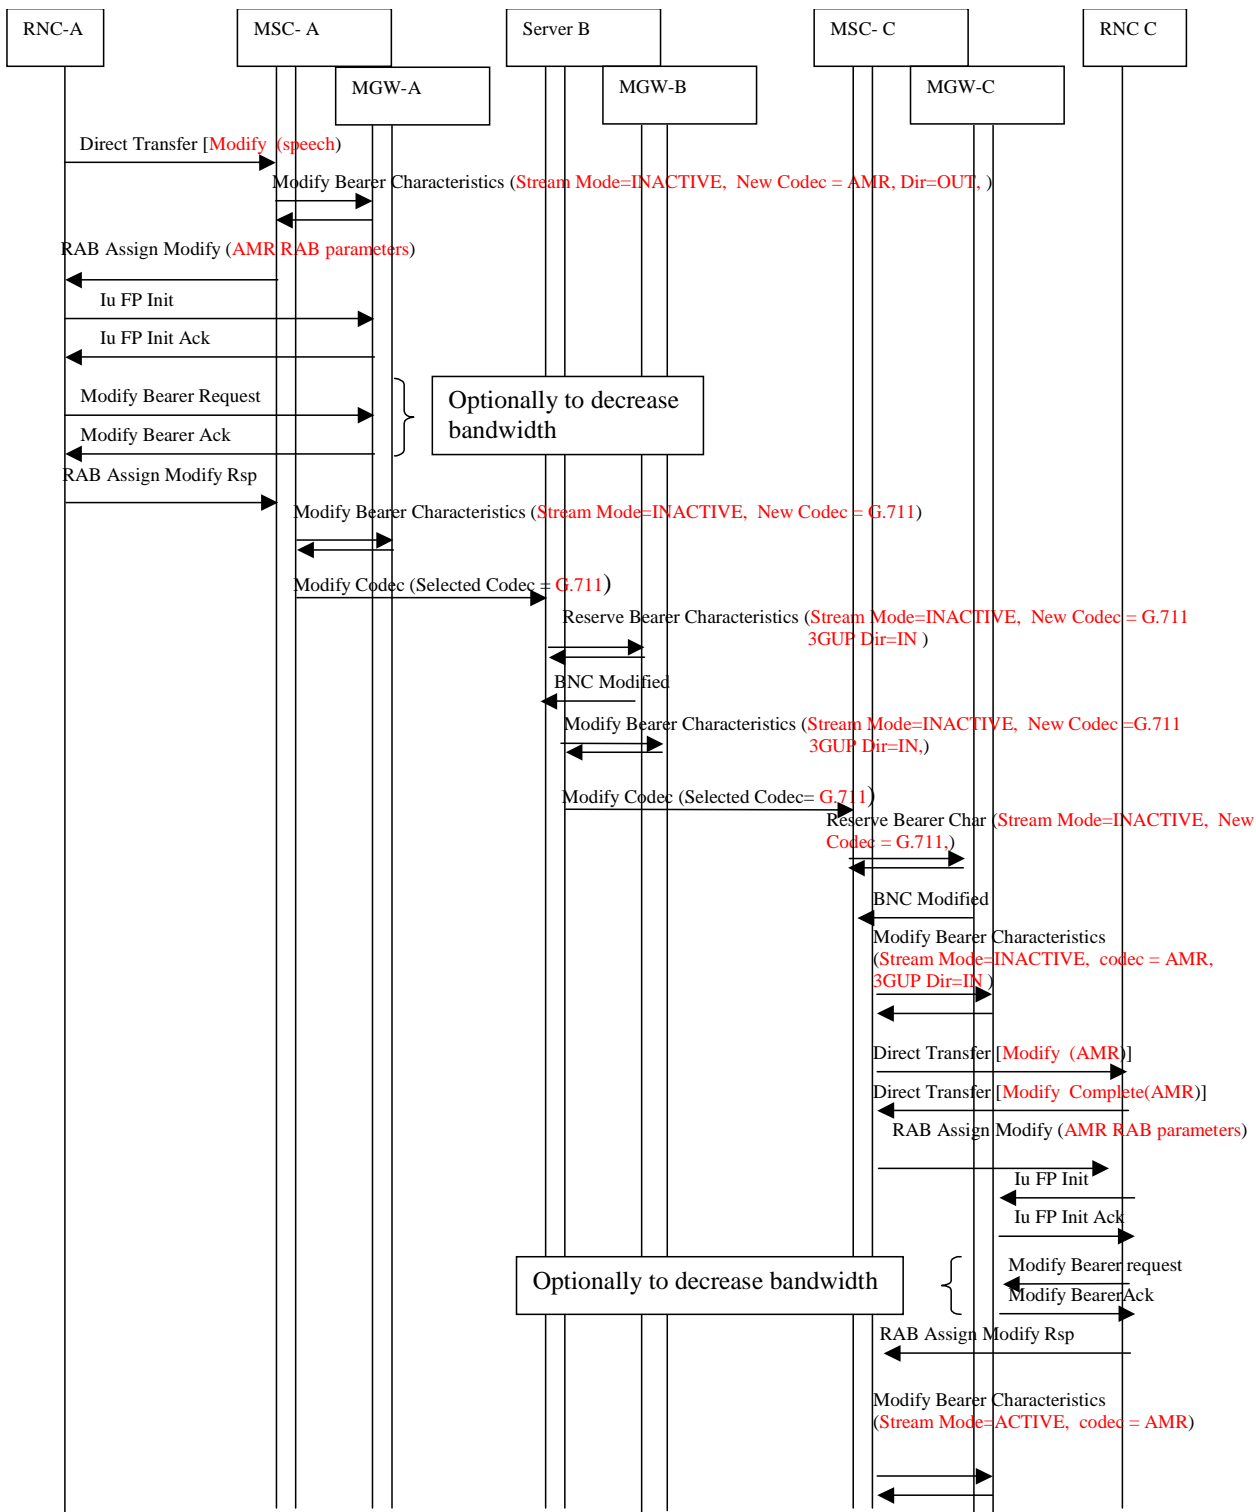 RNC-A
MSC- A
Server B
MSC- C
RNC C
MGW-A
MGW-B
MGW-C
Direct Transfer [Modify  (speech)
Modify Bearer Characteristics (Stream Mode=INACTIVE,  New Codec = AMR, Dir=OUT, )
RAB Assign Modify (AMR RAB parameters)
Iu FP Init
Iu FP Init Ack
Modify Bearer Request
Optionally to decrease
bandwidth
Modify Bearer Ack
RAB Assign Modify Rsp
Modify Bearer Characteristics (Stream Mode=INACTIVE,  New Codec = G.711)
Modify Codec (Selected Codec = G.711)
Reserve Bearer Characteristics (Stream Mode=INACTIVE,  New Codec = G.711
3GUP Dir=IN )
BNC Modified
Modify Bearer Characteristics (Stream Mode=INACTIVE,  New Codec =G.711
3GUP Dir=IN,)
Modify Codec (Selected Codec= G.711)
Reserve Bearer Char (Stream Mode=INACTIVE,  New
Codec = G.711,)
BNC Modified
Modify Bearer Characteristics
(Stream Mode=INACTIVE,  codec = AMR,
3GUP Dir=IN )
Direct Transfer [Modify  (AMR)]
Direct Transfer [Modify  Complete(AMR)]
RAB Assign Modify (AMR RAB parameters)
Iu FP Init
Iu FP Init Ack
Optionally to decrease bandwidth
Modify Bearer request
Modify BearerAck
RAB Assign Modify Rsp
Modify Bearer Characteristics
(Stream Mode=ACTIVE,  codec = AMR)